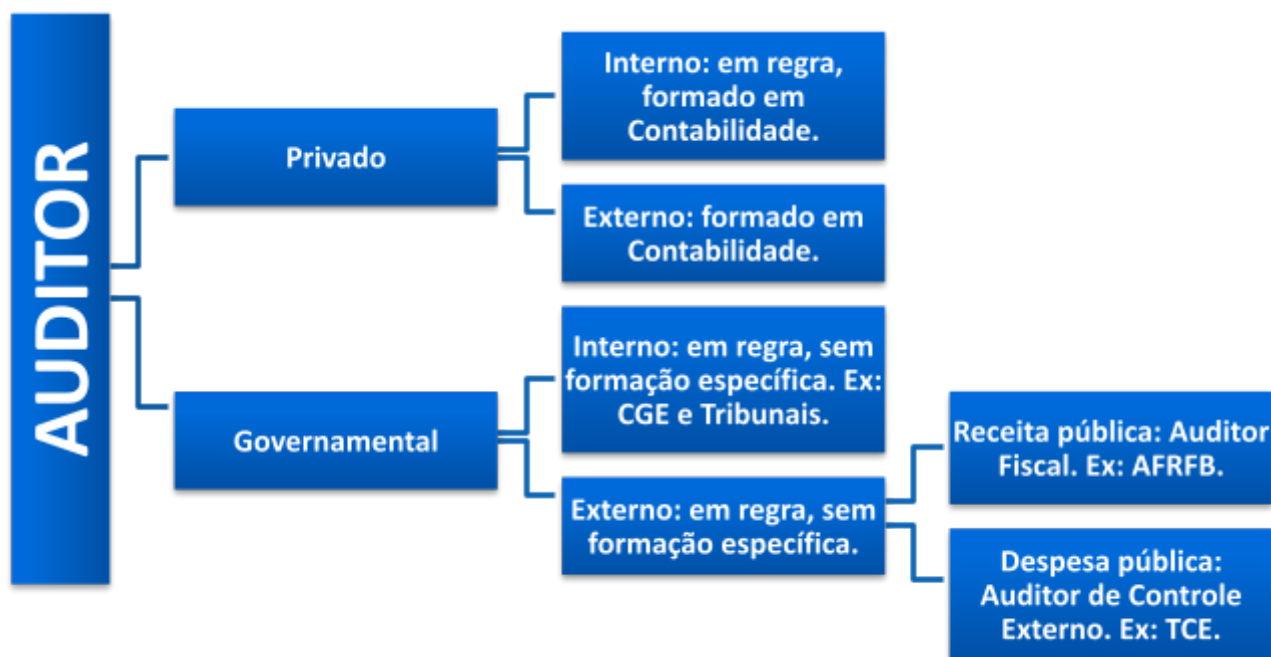 AUDITOR
Privado
Interno: em regra,
formado em
Contabilidade.
Externo: formado em
Contabilidade.
Governamental
Interno: em regra, sem
formação específica. Ex:
CGE e Tribunais.
Externo: em regra, sem
formação específica.
Receita pública: Auditor
Fiscal. Ex: AFRFB.
Despesa pública:
Auditor de Controle
Externo. Ex: TCE.